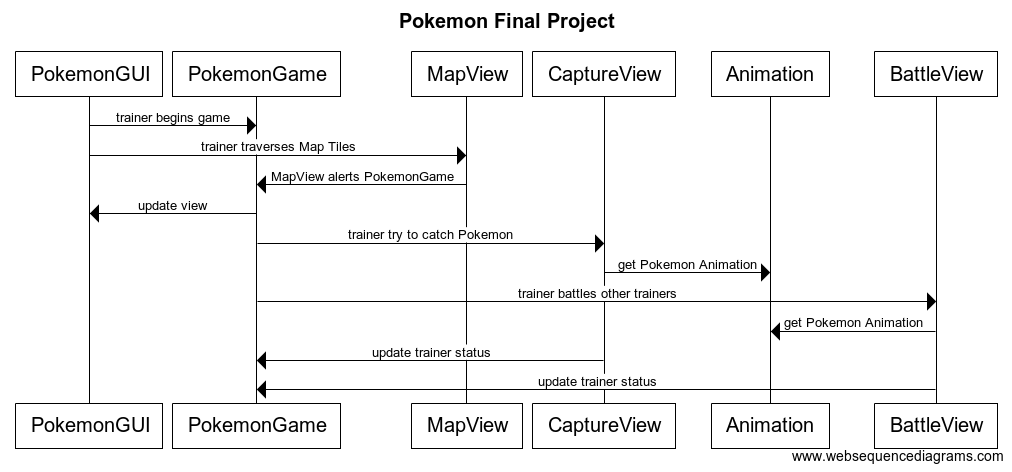 Pokemon Final Project
PokemonGUI PokemonGame MapView CaptureView Animation BattleView
trainer begins game
trainer traverses Map Tiles
MapView alerts PokemonGame
update view
trainer try to catch Pokemon
get Pokemon Animation
trainer battles other trainers
get Pokemon Animation
update trainer status
update trainer status
PokemonGUI PokemonGame MapView CaptureView Animation BattleView
www.websequencediagrams.com